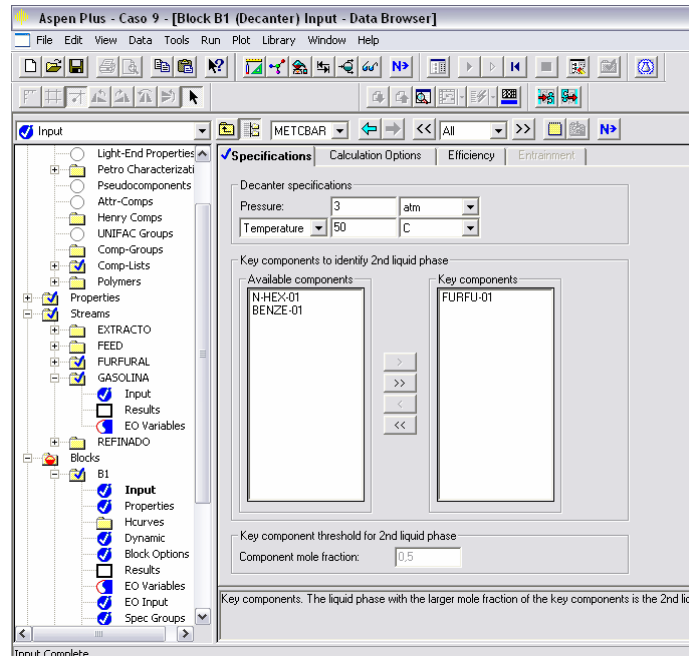 Aspen Plus - Caso 9 - [Block B1 (Decanter) Input - Data Browser]
File Edit View Data Tools Run Plot Library Window Help
N>
Input
METCBAR
<< All >>
N>
Light-End Properties
Petro Characterizati
Pseudocomponents
Attr-Comps
Henry Comps
UNIFAC Groups
Comp-Groups
Comp-Lists
Polymers
Properties
Streams
EXTRACTO
FEED
FURFURAL
GASOLINA
Input
Results
EO Variables
REFINADO
Blocks
B1
Input
Properties
Hcurves
Dynamic
Block Options
Results
EO Variables
EO Input
Spec Groups
Input Complete
Specifications Calculation Options Efficiency Entrainment
Decanter specifications
Pressure: 3 atm
Temperature 50 C
Key components to identify 2nd liquid phase
Available components Key components
N-HEX-01 FURFU-01
BENZE-01
>
>>
<
<<
Key component threshold for 2nd liquid phase
Component mole fraction: 0,5
Key components. The liquid phase with the larger mole fraction of the key components is the 2nd